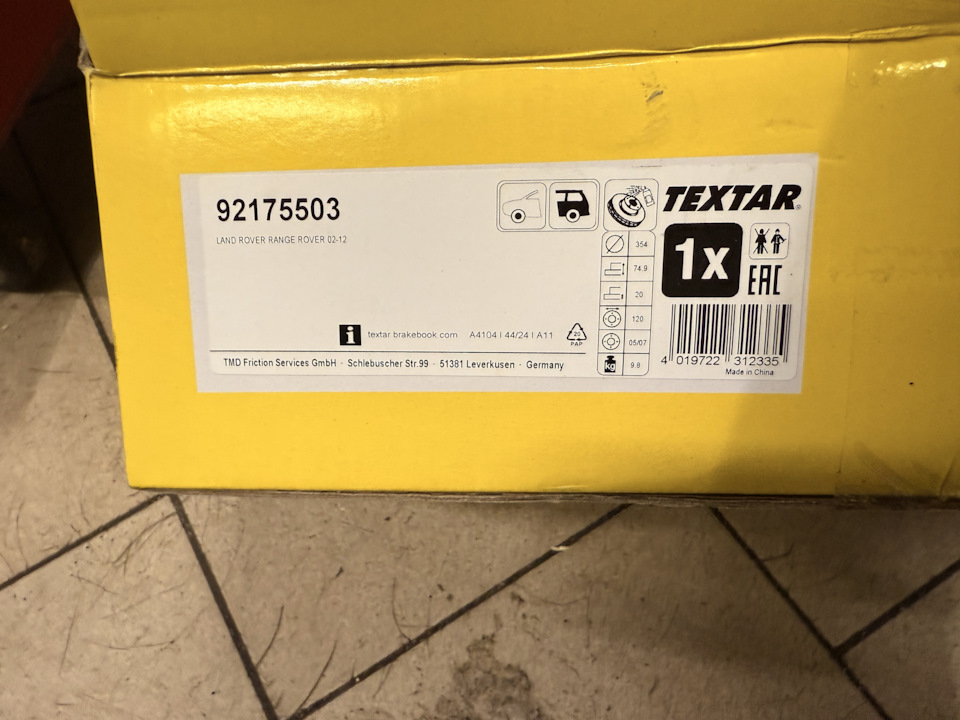 92175503
LAND ROVER RANGE ROVER 02-12
TEXTAR
1x
EAC
354
74.9
20
120
05/07
kg 9.8
i textar brakebook.com A4104 | 44/24 | A11
20
PAP
TMD Friction Services GmbH · Schlebuscher Str.99 · 51381 Leverkusen · Germany
4 019722 312335
Made in China